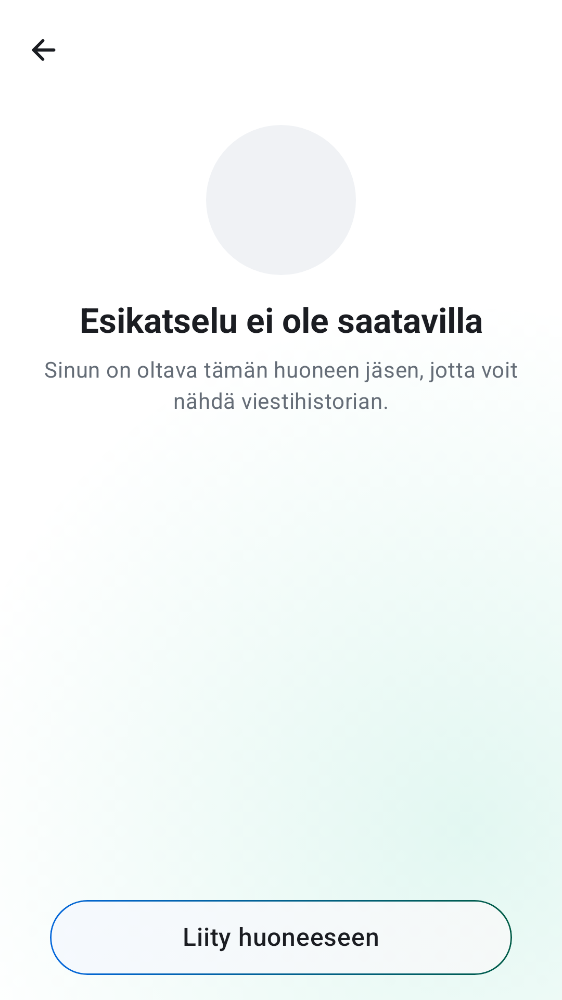 Esikatselu ei ole saatavilla
Sinun on oltava tämän huoneen jäsen, jotta voit
nähdä viestihistorian.
Liity huoneeseen